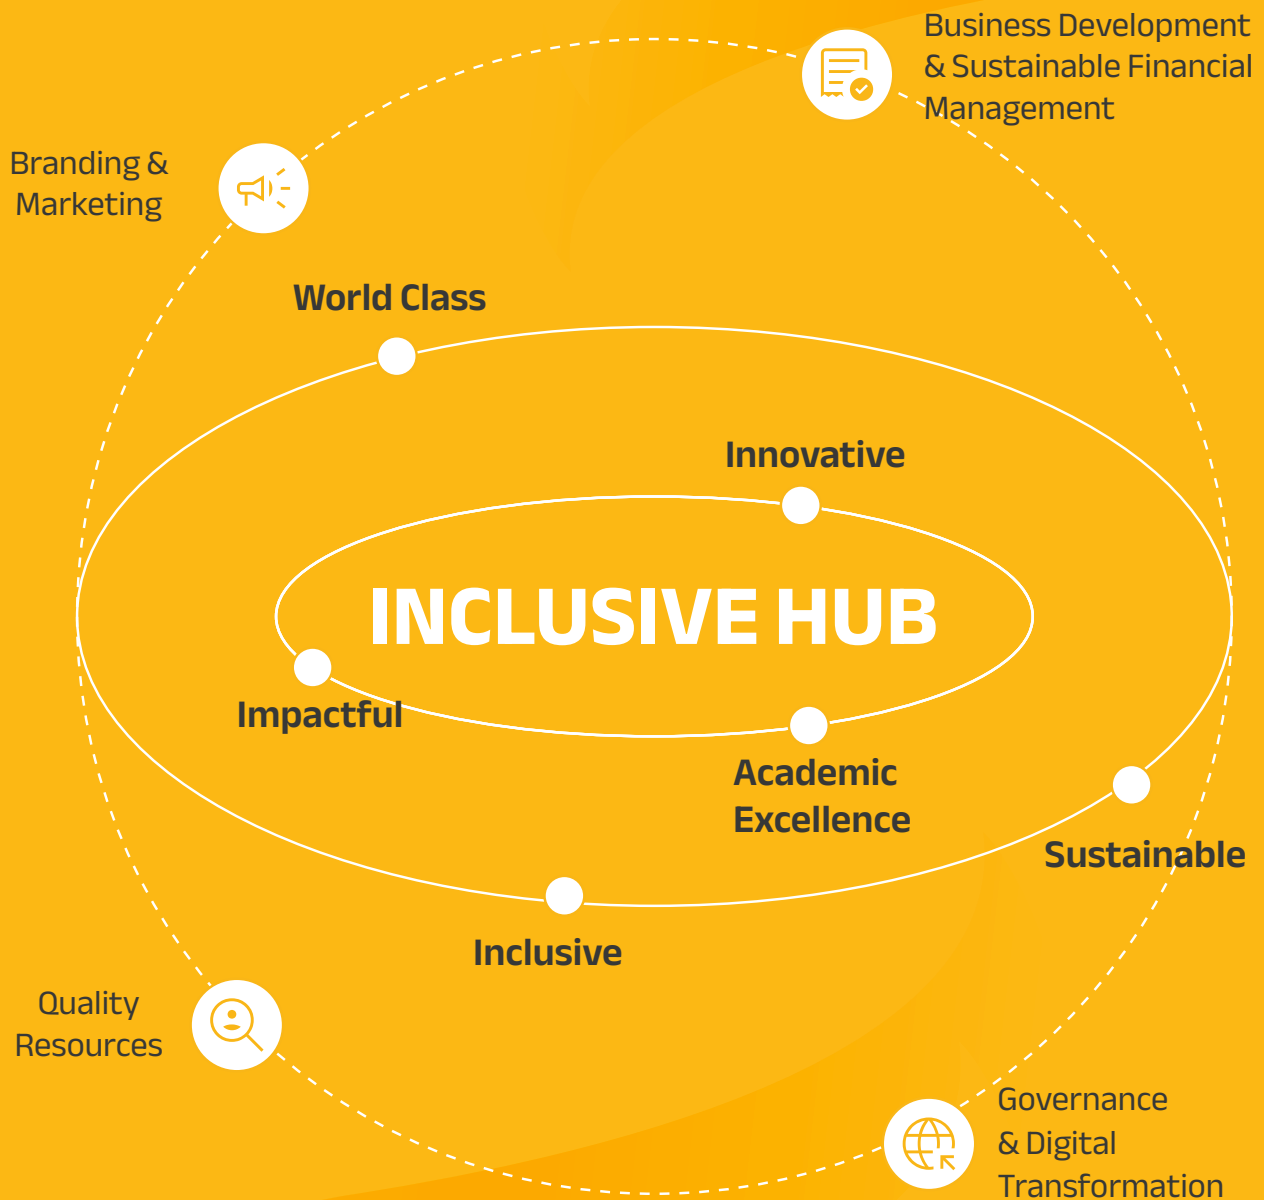 Business Development
& Sustainable Financial
Management
Branding &
Marketing
World Class
Innovative
INCLUSIVE HUB
Impactful
Academic
Excellence
Sustainable
Inclusive
Quality
Resources
Governance
& Digital
Transformation